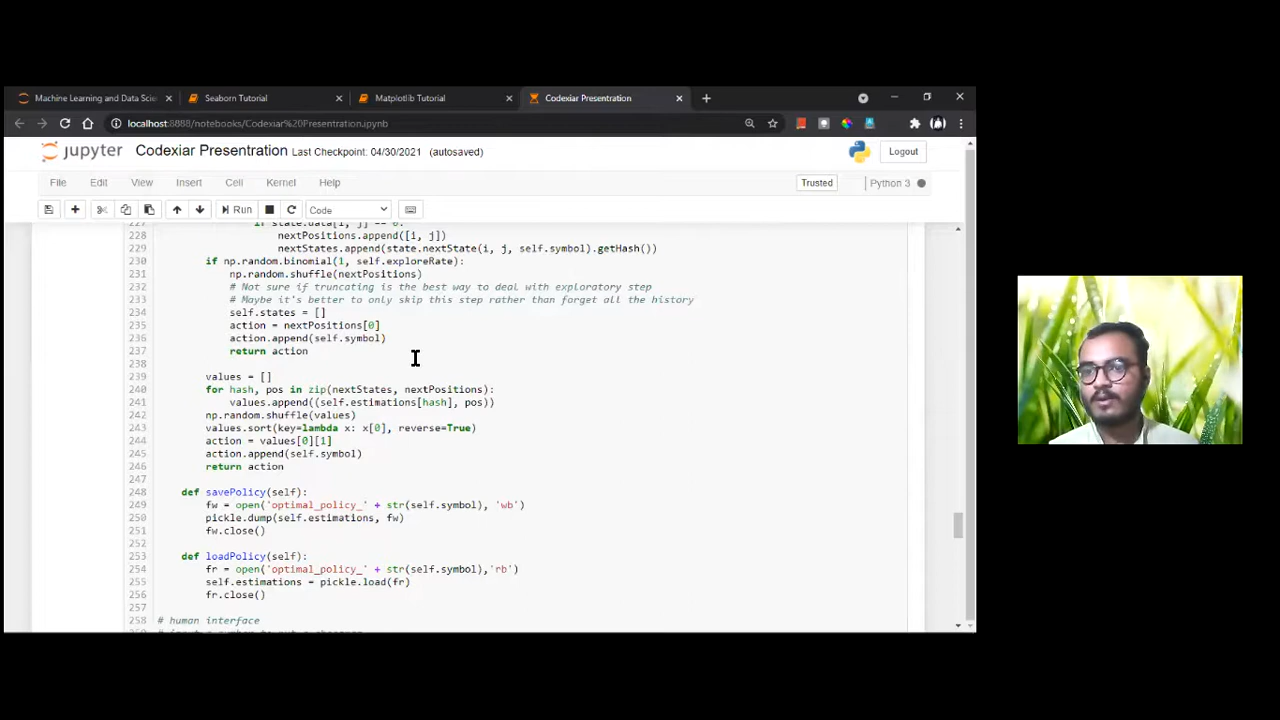 Machine Learning and Data Scie
Seaborn Tutorial
Matplotlib Tutorial
Codexiar Presentation
localhost:8888/notebooks/Codexiar%20Presentation.ipynb
jupyter Codexiar Presentation Last Checkpoint: 04/30/2021 (autosaved)
Logout
File Edit View Insert Cell Kernel Help
Trusted
Python 3
Run
Code
227 if state.data[i, j] == 0:
228 nextPositions.append([i, j])
229 nextStates.append(state.nextState(i, j, self.symbol).getHash())
230 if np.random.binomial(1, self.exploreRate):
231 np.random.shuffle(nextPositions)
232 # Not sure if truncating is the best way to deal with exploratory step
233 # Maybe it's better to only skip this step rather than forget all the history
234 self.states = []
235 action = nextPositions[0]
236 action.append(self.symbol)
237 return action
238
239 values = []
240 for hash, pos in zip(nextStates, nextPositions):
241 values.append((self.estimations[hash], pos))
242 np.random.shuffle(values)
243 values.sort(key=lambda x: x[0], reverse=True)
244 action = values[0][1]
245 action.append(self.symbol)
246 return action
247
248 def savePolicy(self):
249 fw = open('optimal_policy_' + str(self.symbol), 'wb')
250 pickle.dump(self.estimations, fw)
251 fw.close()
252
253 def loadPolicy(self):
254 fr = open('optimal_policy_' + str(self.symbol),'rb')
255 self.estimations = pickle.load(fr)
256 fr.close()
257
258 # human interface